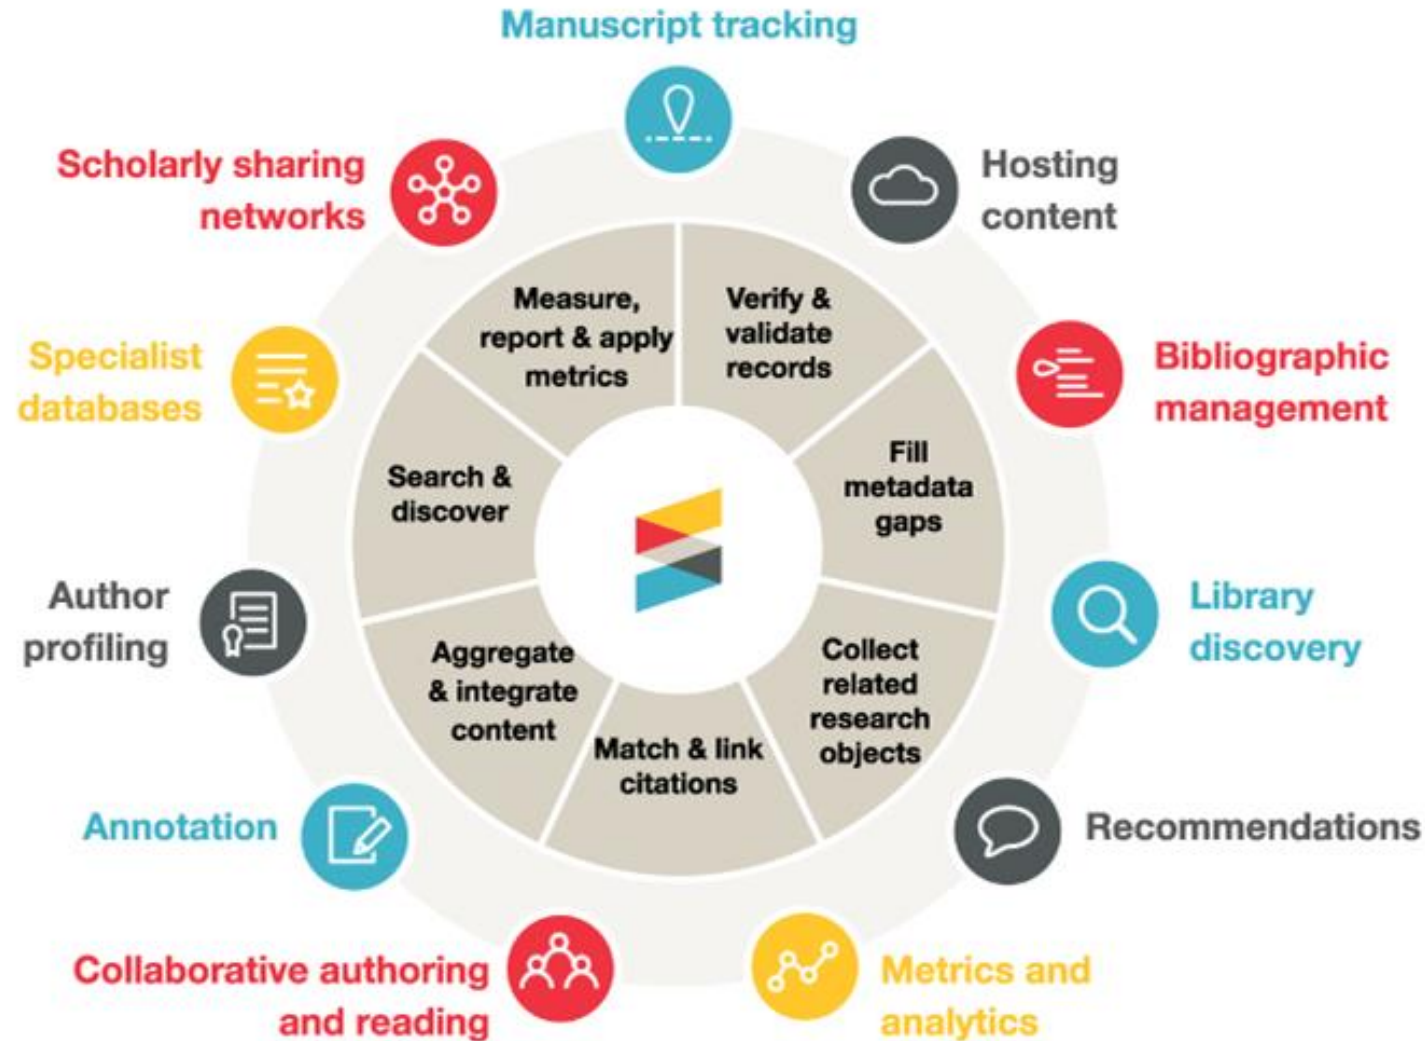 Manuscript tracking
Hosting
content
Bibliographic
management
Library
discovery
Recommendations
Metrics and
analytics
Collaborative authoring
and reading
Annotation
Author
profiling
Specialist
databases
Scholarly sharing
networks
Verify &
validate
records
Fill
metadata
gaps
Collect
related
research
objects
Match & link
citations
Aggregate
& integrate
content
Search &
discover
Measure,
report & apply
metrics